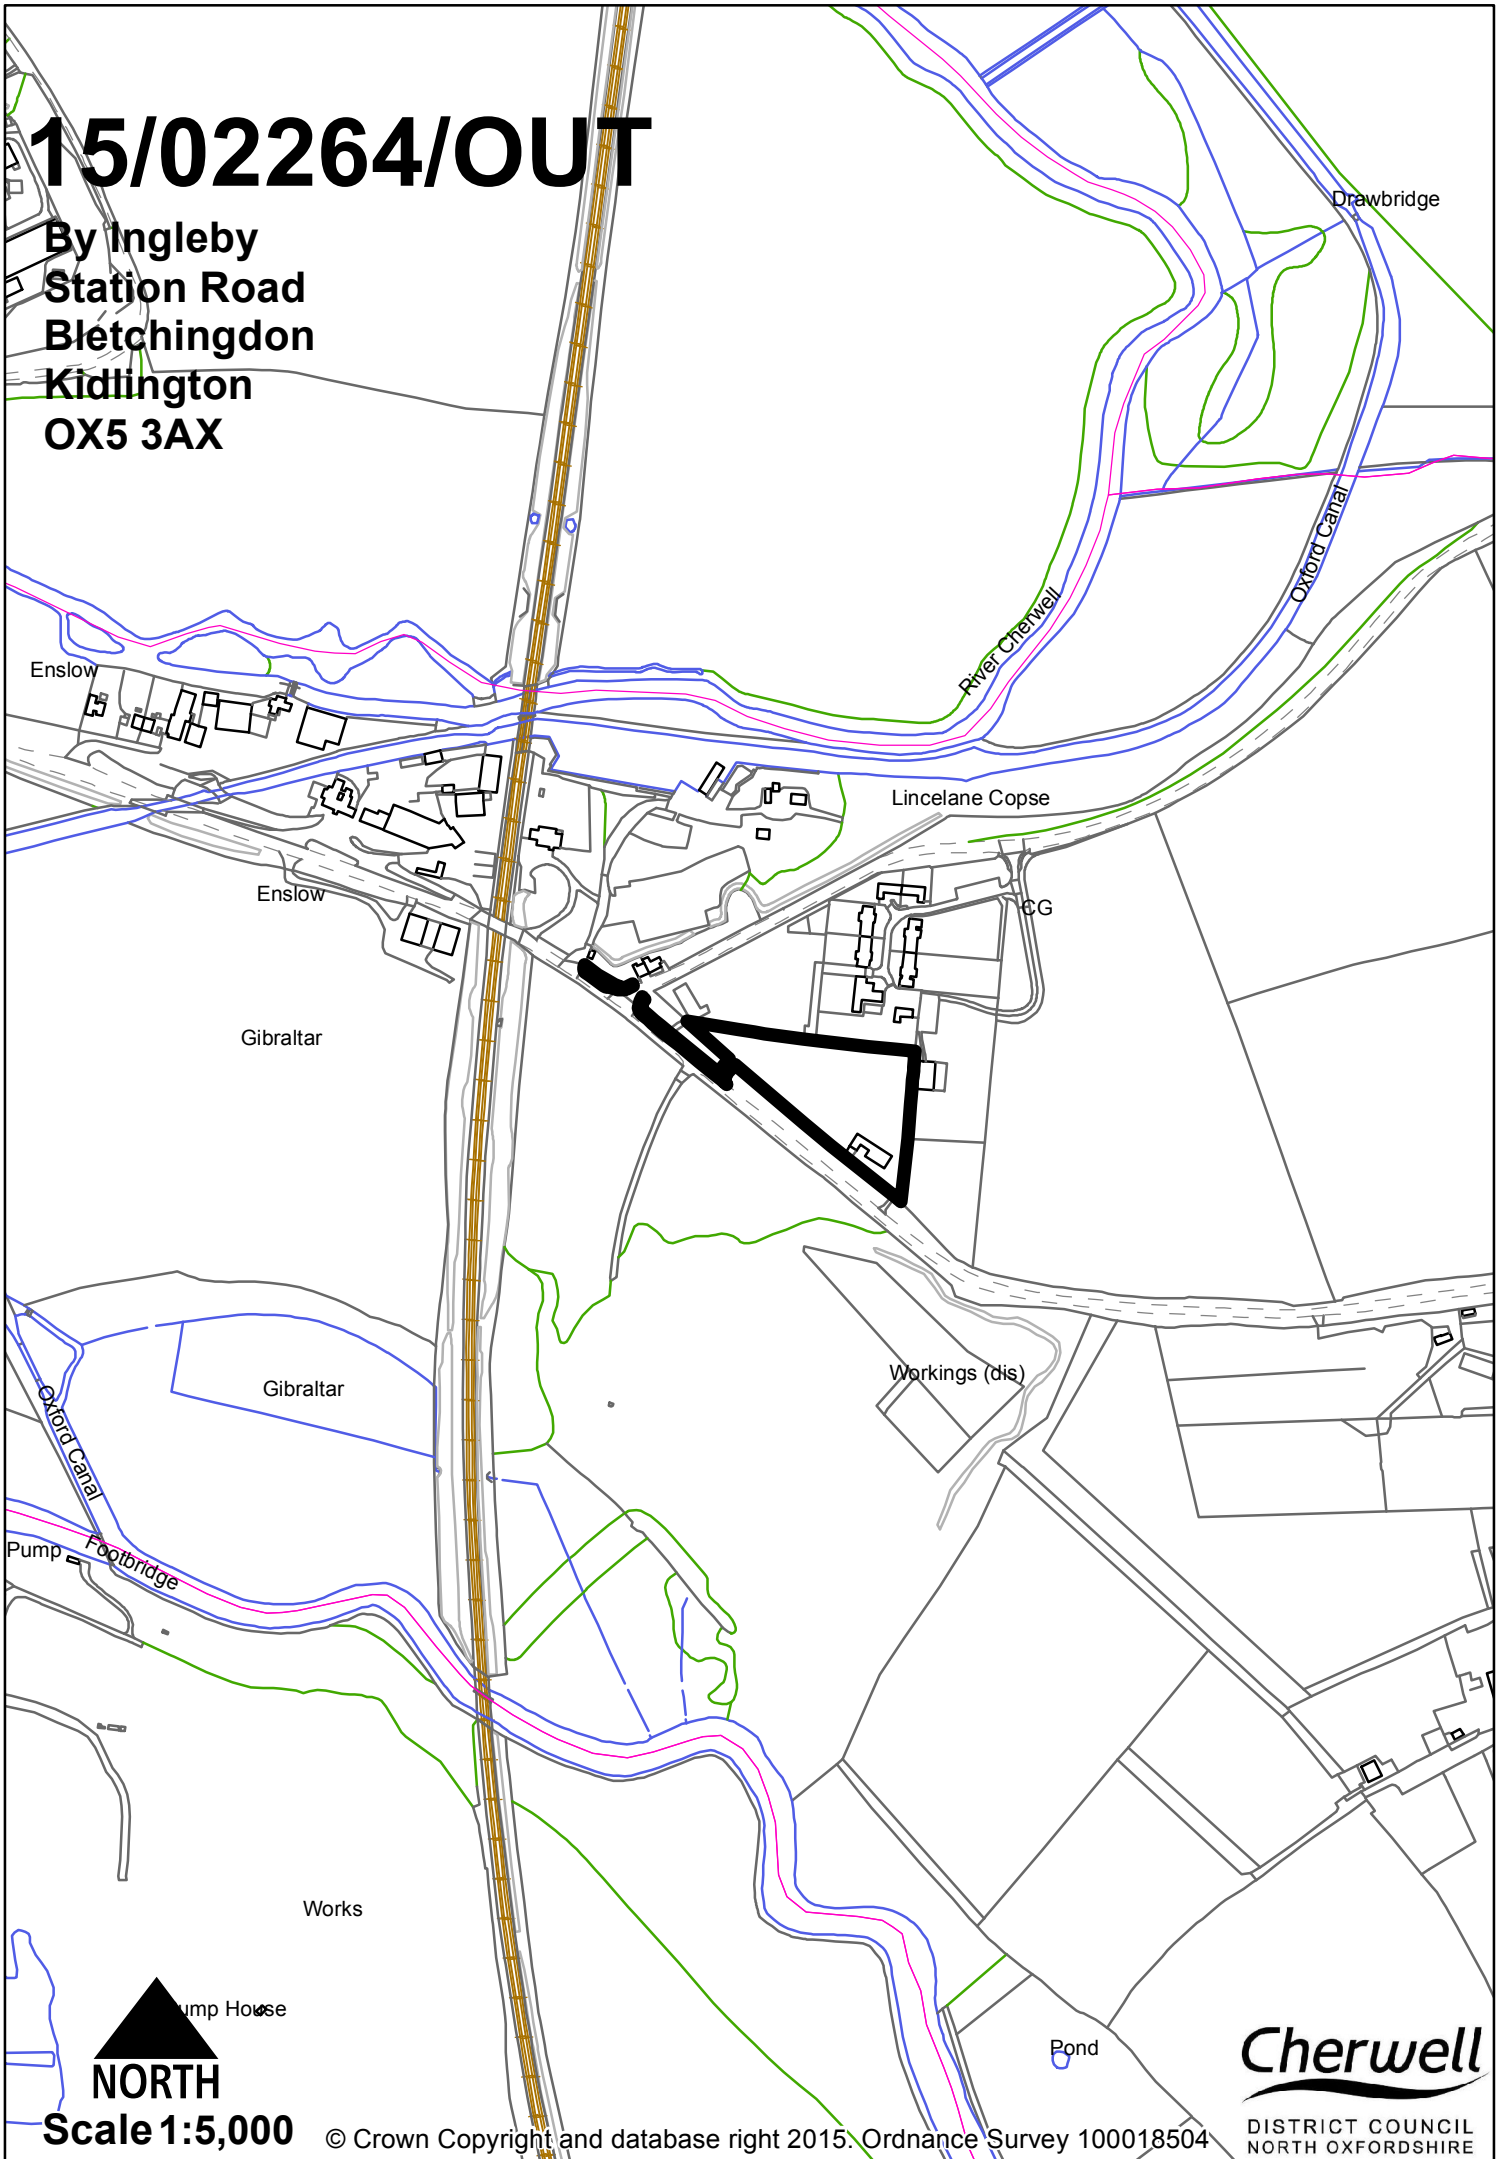 15/02264/OUT
By Ingleby
Station Road
Bletchingdon
Kidlington
OX5 3AX
Drawbridge
Oxford Canal
River Cherwell
Enslow
Lincelane Copse
Enslow
CG
Gibraltar
Workings (dis)
Gibraltar
Oxford Canal
Pump
Footbridge
Works
ump House
Pond
NORTH
Scale 1:5,000
© Crown Copyright and database right 2015. Ordnance Survey 100018504
Cherwell
DISTRICT COUNCIL
NORTH OXFORDSHIRE